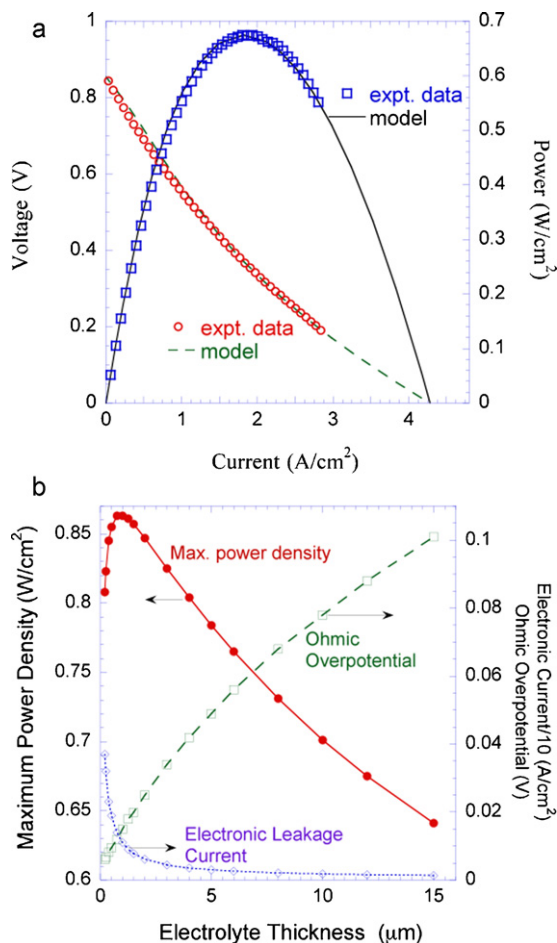 a
1
0.8
0.6
0.4
0.2
0
Voltage (V)
0.7
0.6
0.5
0.4
0.3
0.2
0.1
0
Power (W/cm²)
expt. data
model
expt. data
model
0 1 2 3 4
Current (A/cm²)
b
0.85
0.8
0.75
0.7
0.65
0.6
Maximum Power Density (W/cm²)
Max. power density
Ohmic
Overpotential
Electronic Leakage
Current
0.1
0.08
0.06
0.04
0.02
0
Electronic Current/10 (A/cm²)
Ohmic Overpotential (V)
0 5 10 15
Electrolyte Thickness (μm)